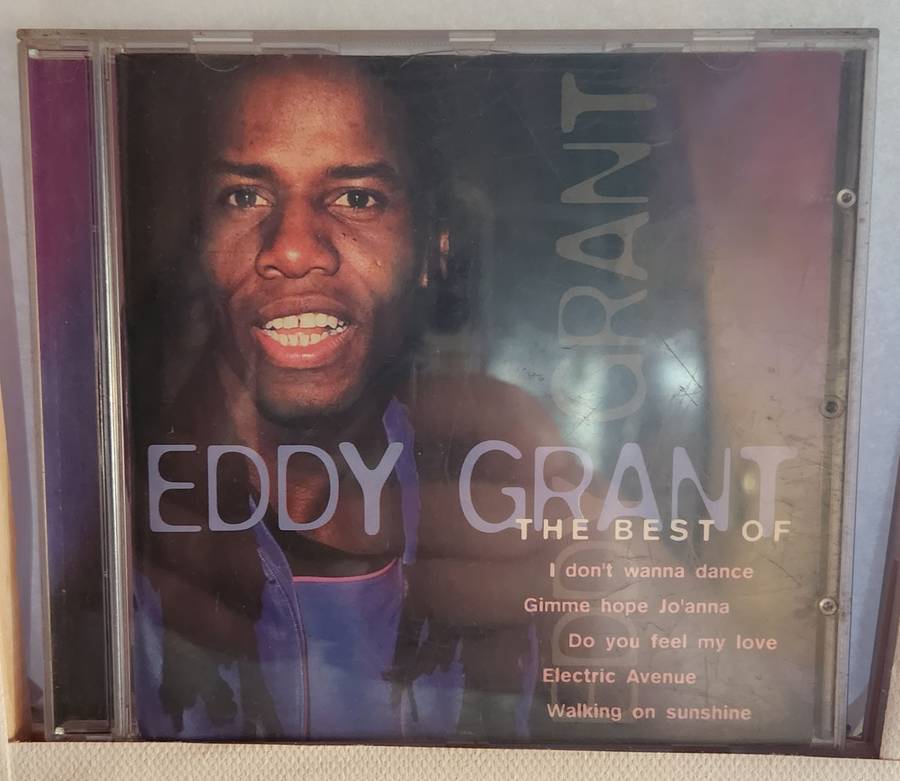 EDDY GRANT
EDDY GRANT
THE BEST OF
I don't wanna dance
Gimme hope Jo'anna
Do you feel my love
Electric Avenue
Walking on sunshine